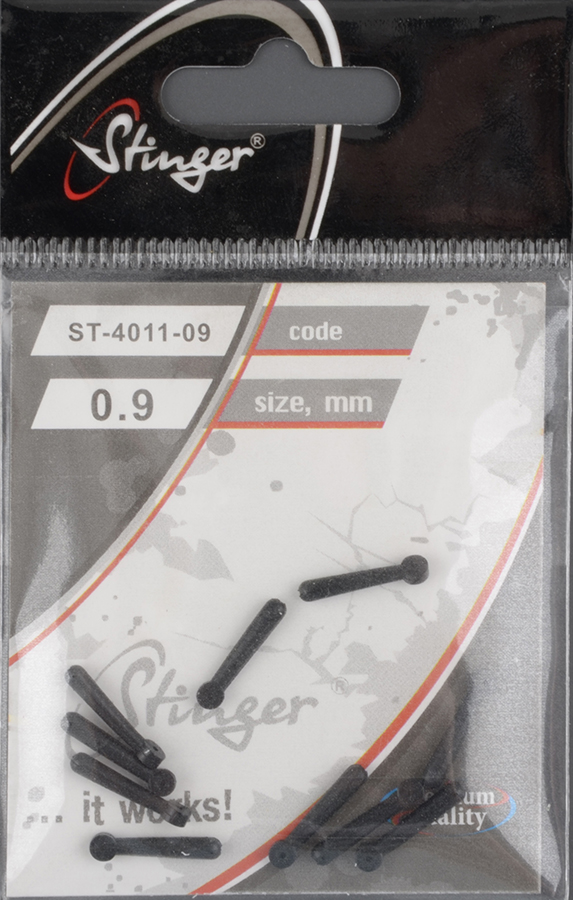 Stinger®
ST-4011-09 code
0.9 size, mm
Stinger®
... it works!